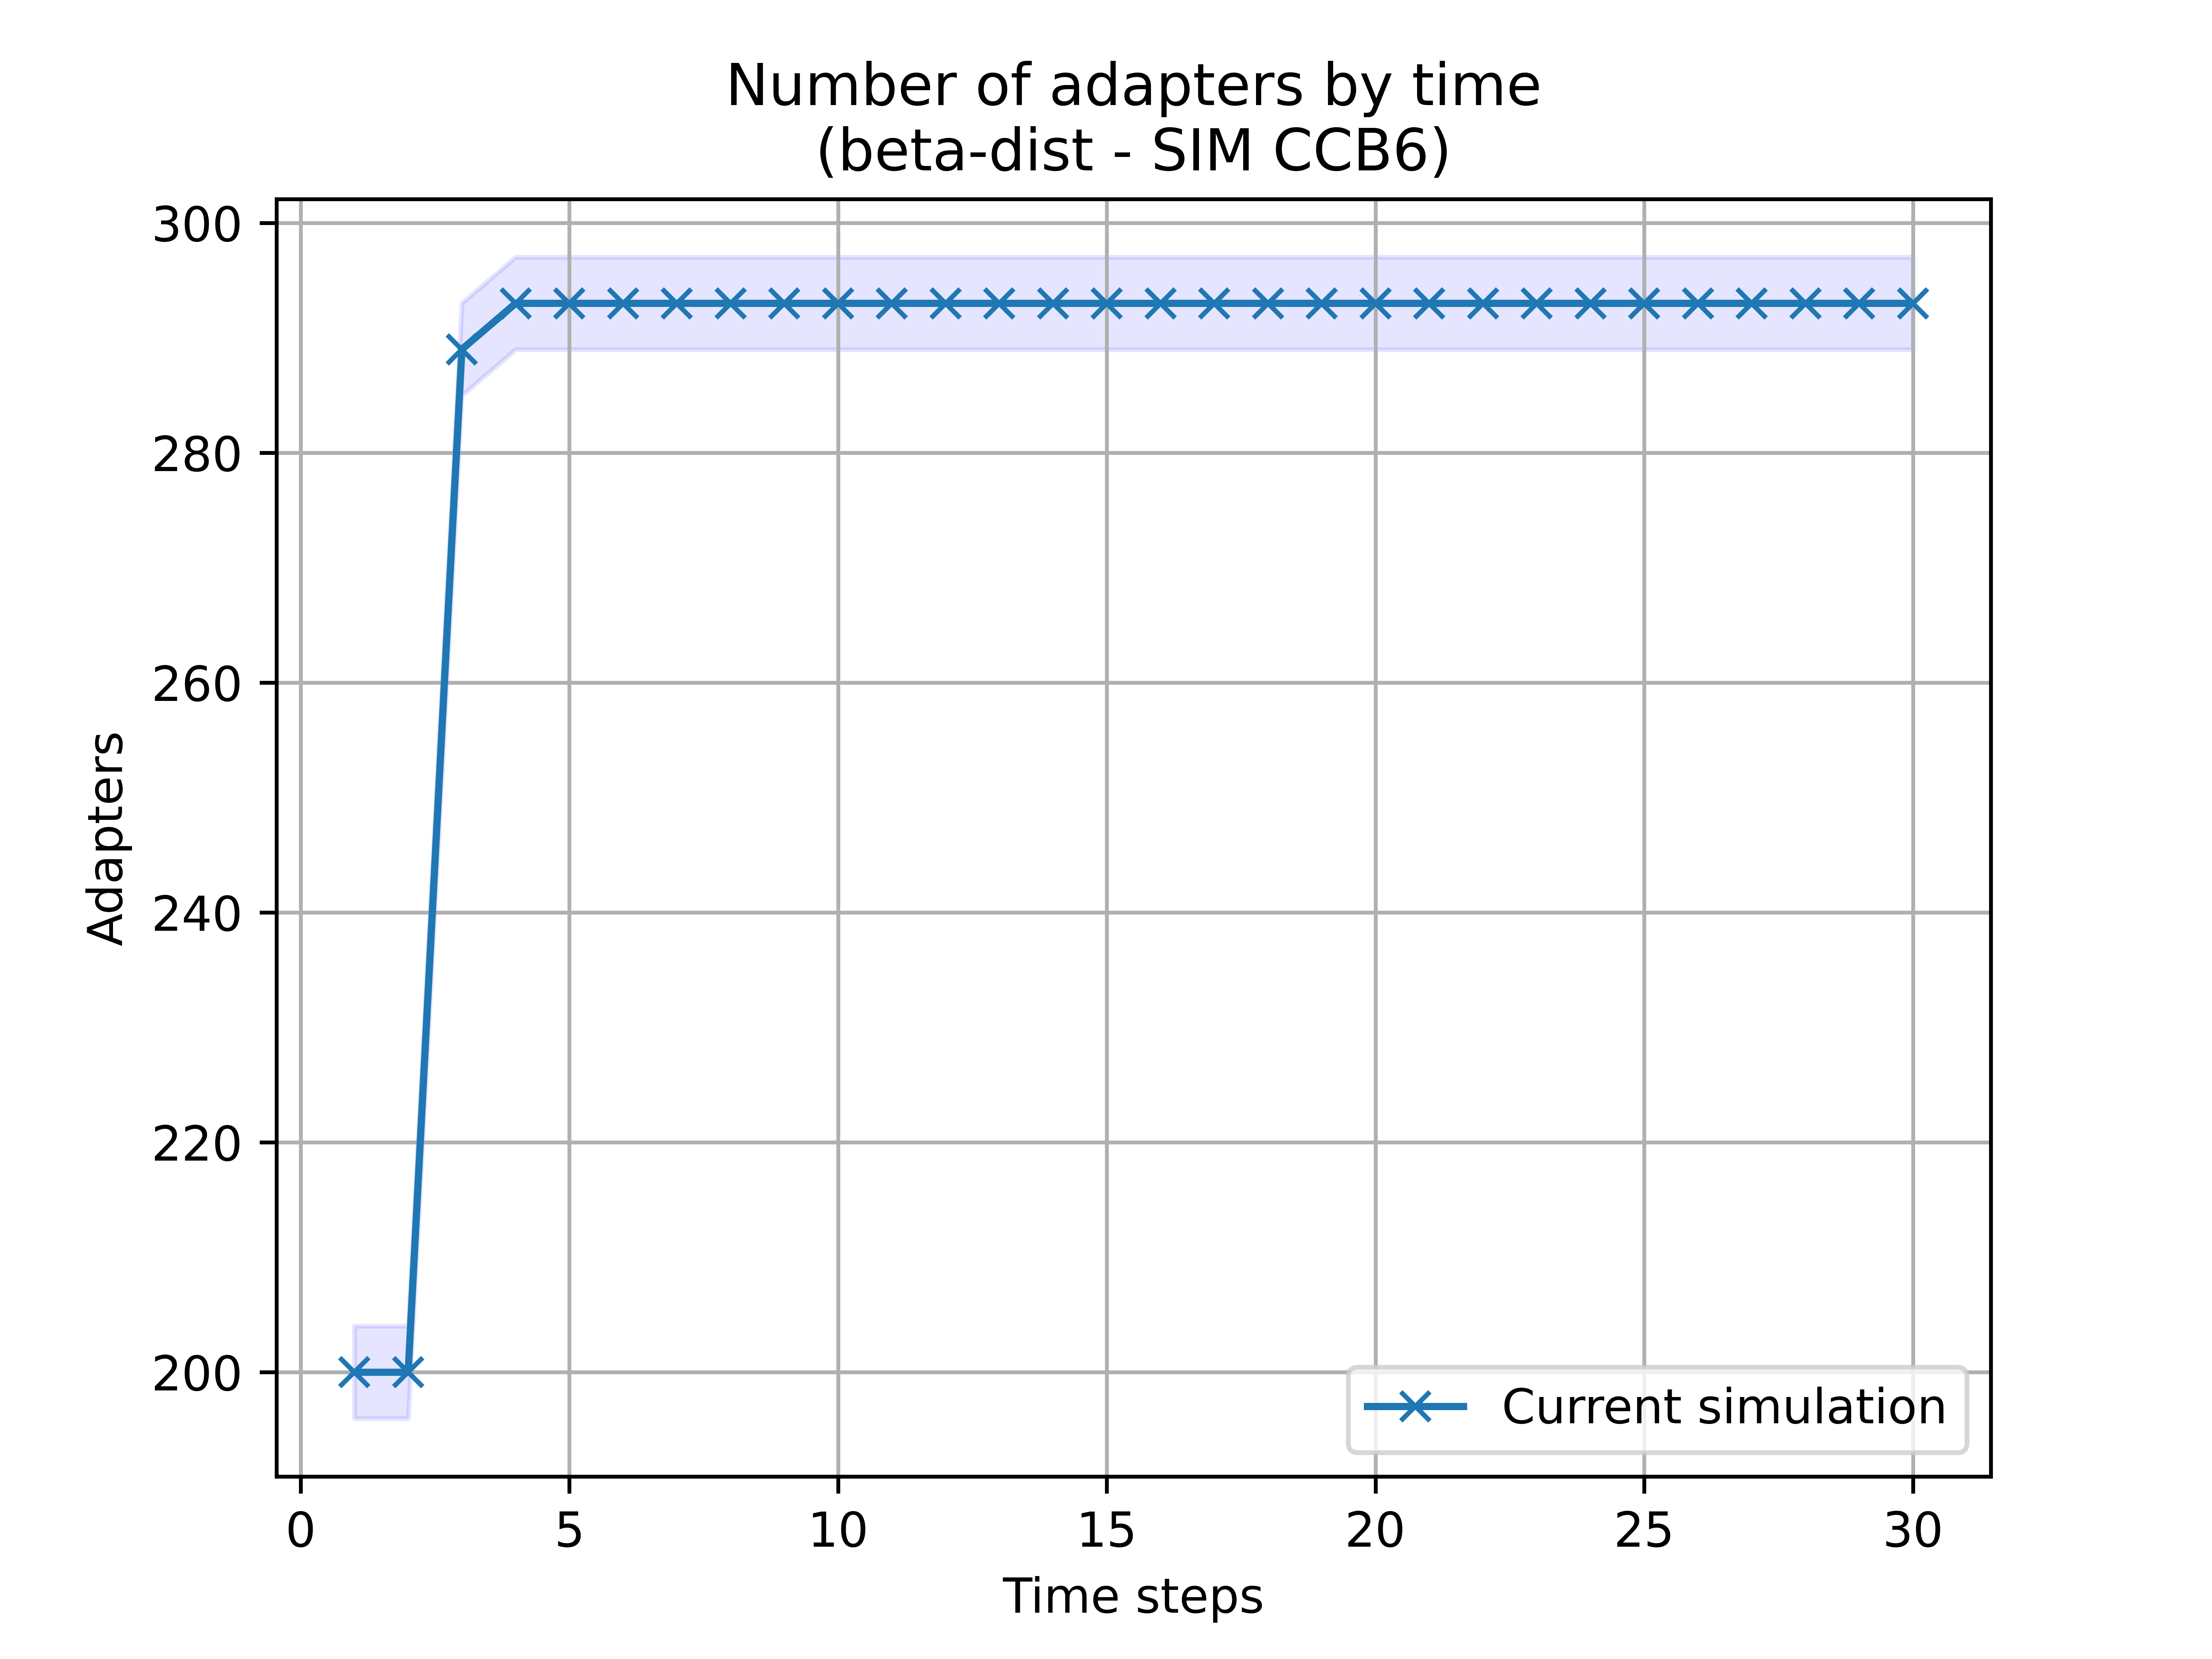 Number of adapters by time
(beta-dist - SIM CCB6)
300
280
260
240
220
200
Adapters
Current simulation
0 5 10 15 20 25 30
Time steps